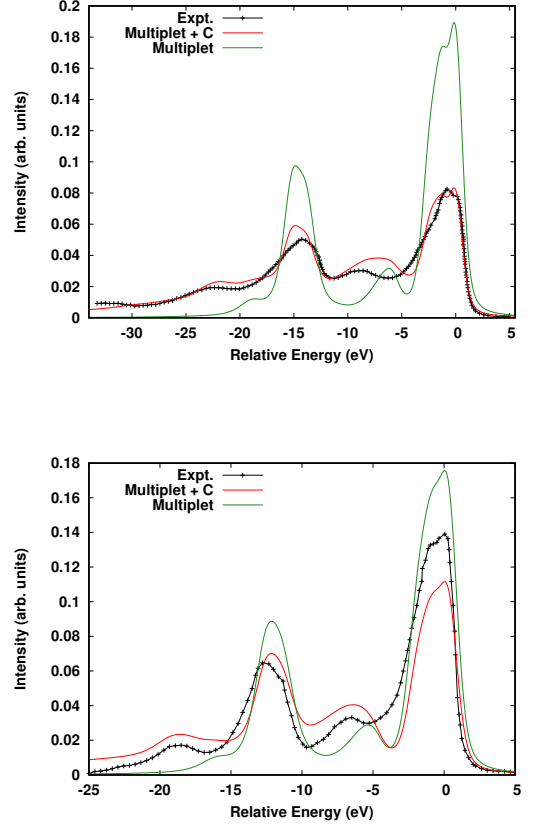 0.2
0.18
0.16
0.14
0.12
0.1
0.08
0.06
0.04
0.02
0
Intensity (arb. units)
Expt.
Multiplet + C
Multiplet
-30 -25 -20 -15 -10 -5 0 5
Relative Energy (eV)
0.18
0.16
0.14
0.12
0.1
0.08
0.06
0.04
0.02
0
Intensity (arb. units)
Expt.
Multiplet + C
Multiplet
-25 -20 -15 -10 -5 0 5
Relative Energy (eV)